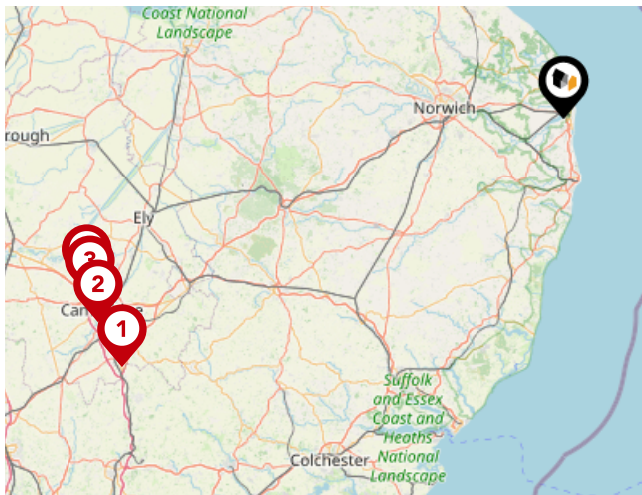 Coast National
Landscape
Norwich
rough
Ely
3
2
Cam
e
1
Suffolk
and Essex
Coast and
Heaths
National
Landscape
Colchester